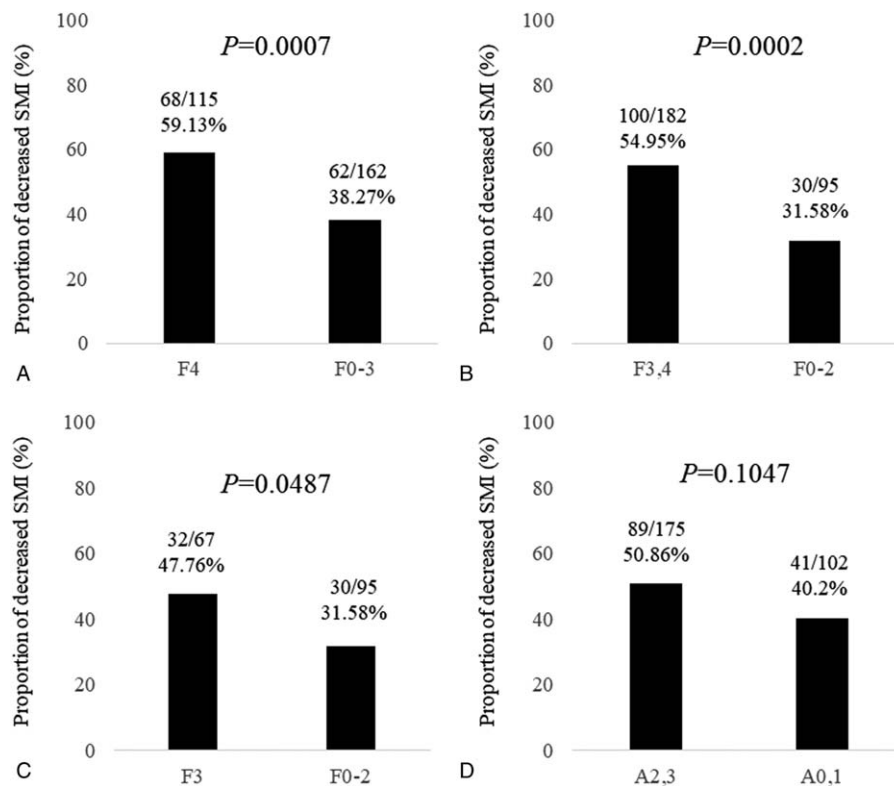 Proportion of decreased SMI (%)
100
80
60
40
20
0
P=0.0007
68/115
59.13%
62/162
38.27%
F4
F0-3
A
Proportion of decreased SMI (%)
100
80
60
40
20
0
P=0.0002
100/182
54.95%
30/95
31.58%
F3,4
F0-2
B
Proportion of decreased SMI (%)
100
80
60
40
20
0
P=0.0487
32/67
47.76%
30/95
31.58%
F3
F0-2
C
Proportion of decreased SMI (%)
100
80
60
40
20
0
P=0.1047
89/175
50.86%
41/102
40.2%
A2,3
A0,1
D